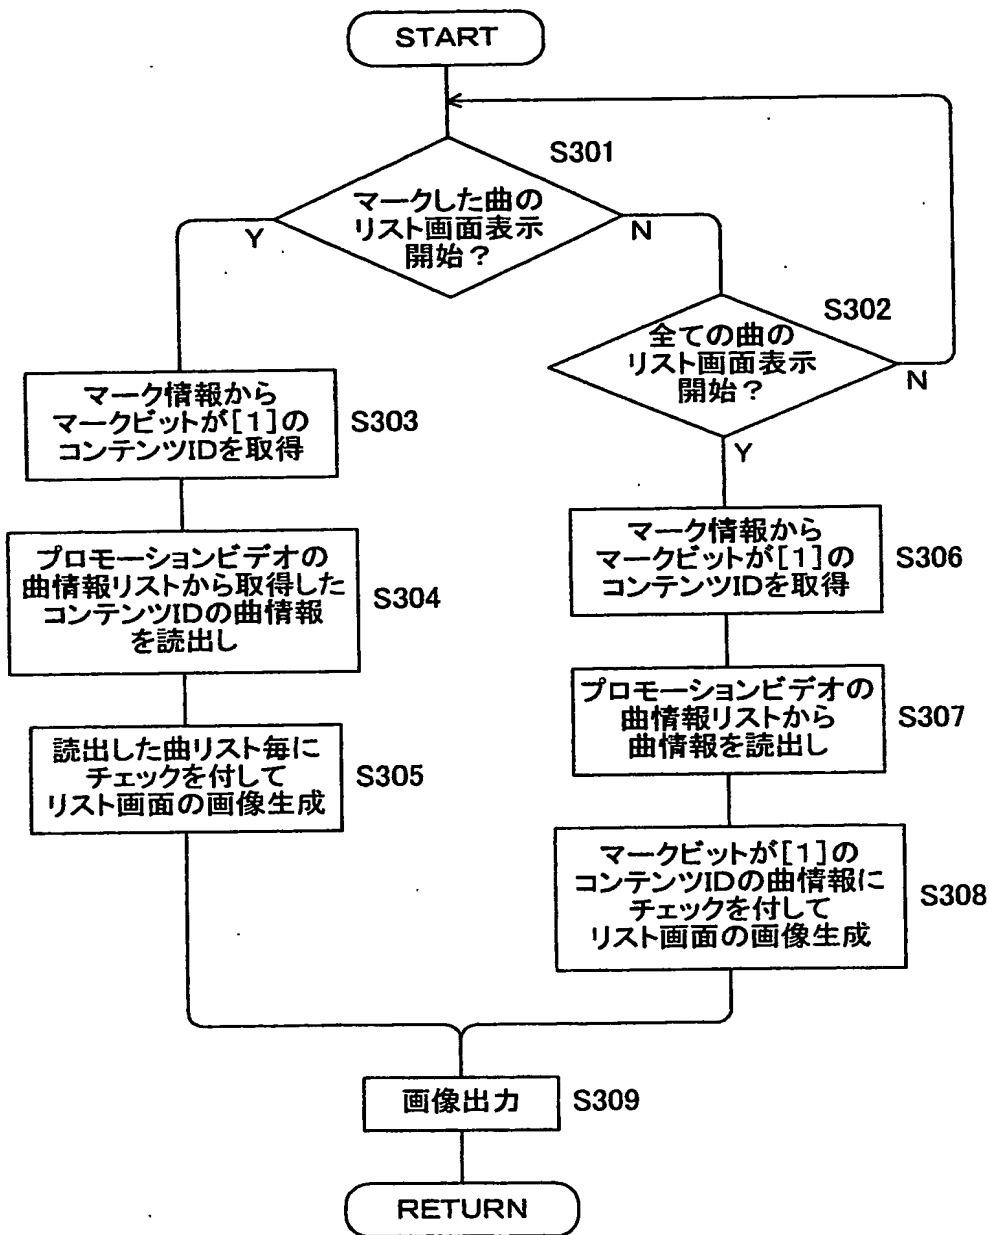 START
S301
マークした曲の
リスト画面表示
開始?
Y
N
S302
全ての曲の
リスト画面表示
開始?
N
Y
マーク情報から
マークビットが[1]の
コンテンツIDを取得
S303
プロモーションビデオの
曲情報リストから取得した
コンテンツIDの曲情報
を読出し
S304
読出した曲リスト毎に
チェックを付して
リスト画面の画像生成
S305
マーク情報から
マークビットが[1]の
コンテンツIDを取得
S306
プロモーションビデオの
曲情報リストから
曲情報を読出し
S307
マークビットが[1]の
コンテンツIDの曲情報に
チェックを付して
リスト画面の画像生成
S308
画像出力
S309
RETURN